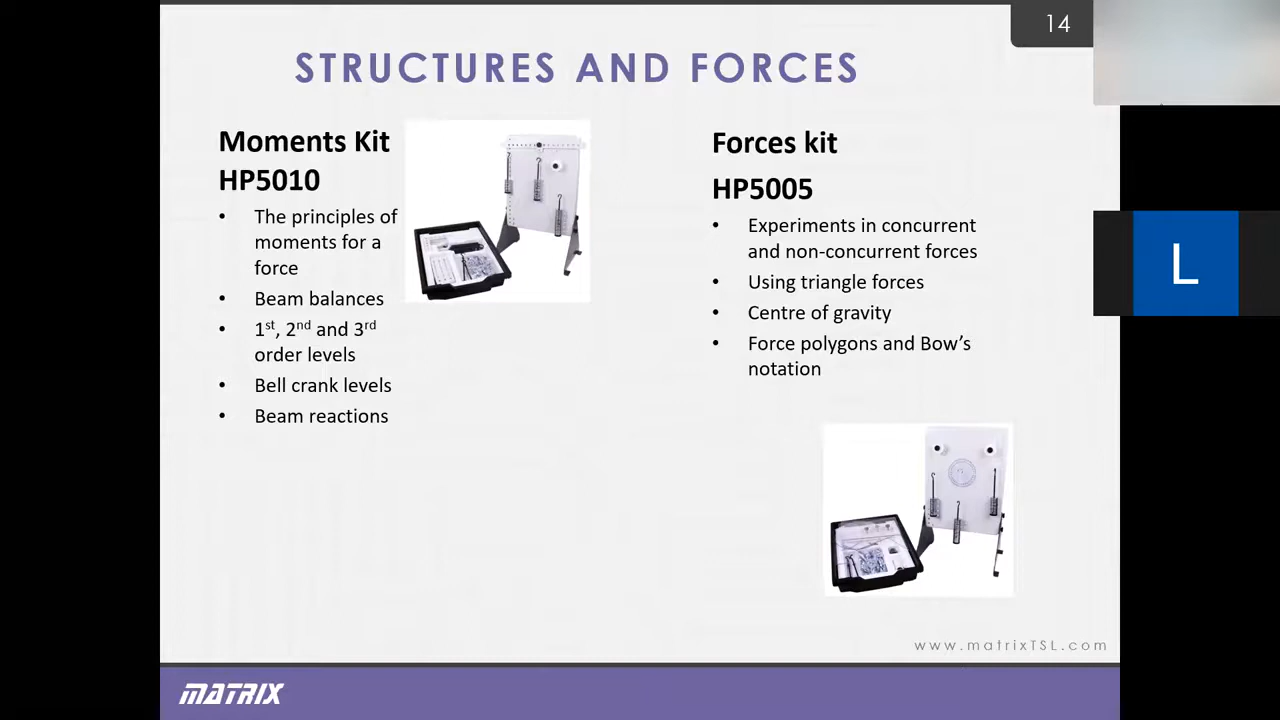 14
STRUCTURES AND FORCES
Moments Kit
HP5010
• The principles of
moments for a
force
• Beam balances
• 1st, 2nd and 3rd
order levels
• Bell crank levels
• Beam reactions
Forces kit
HP5005
• Experiments in concurrent
and non-concurrent forces
• Using triangle forces
• Centre of gravity
• Force polygons and Bow's
notation
L
www.matrixTSL.com
MATRIX